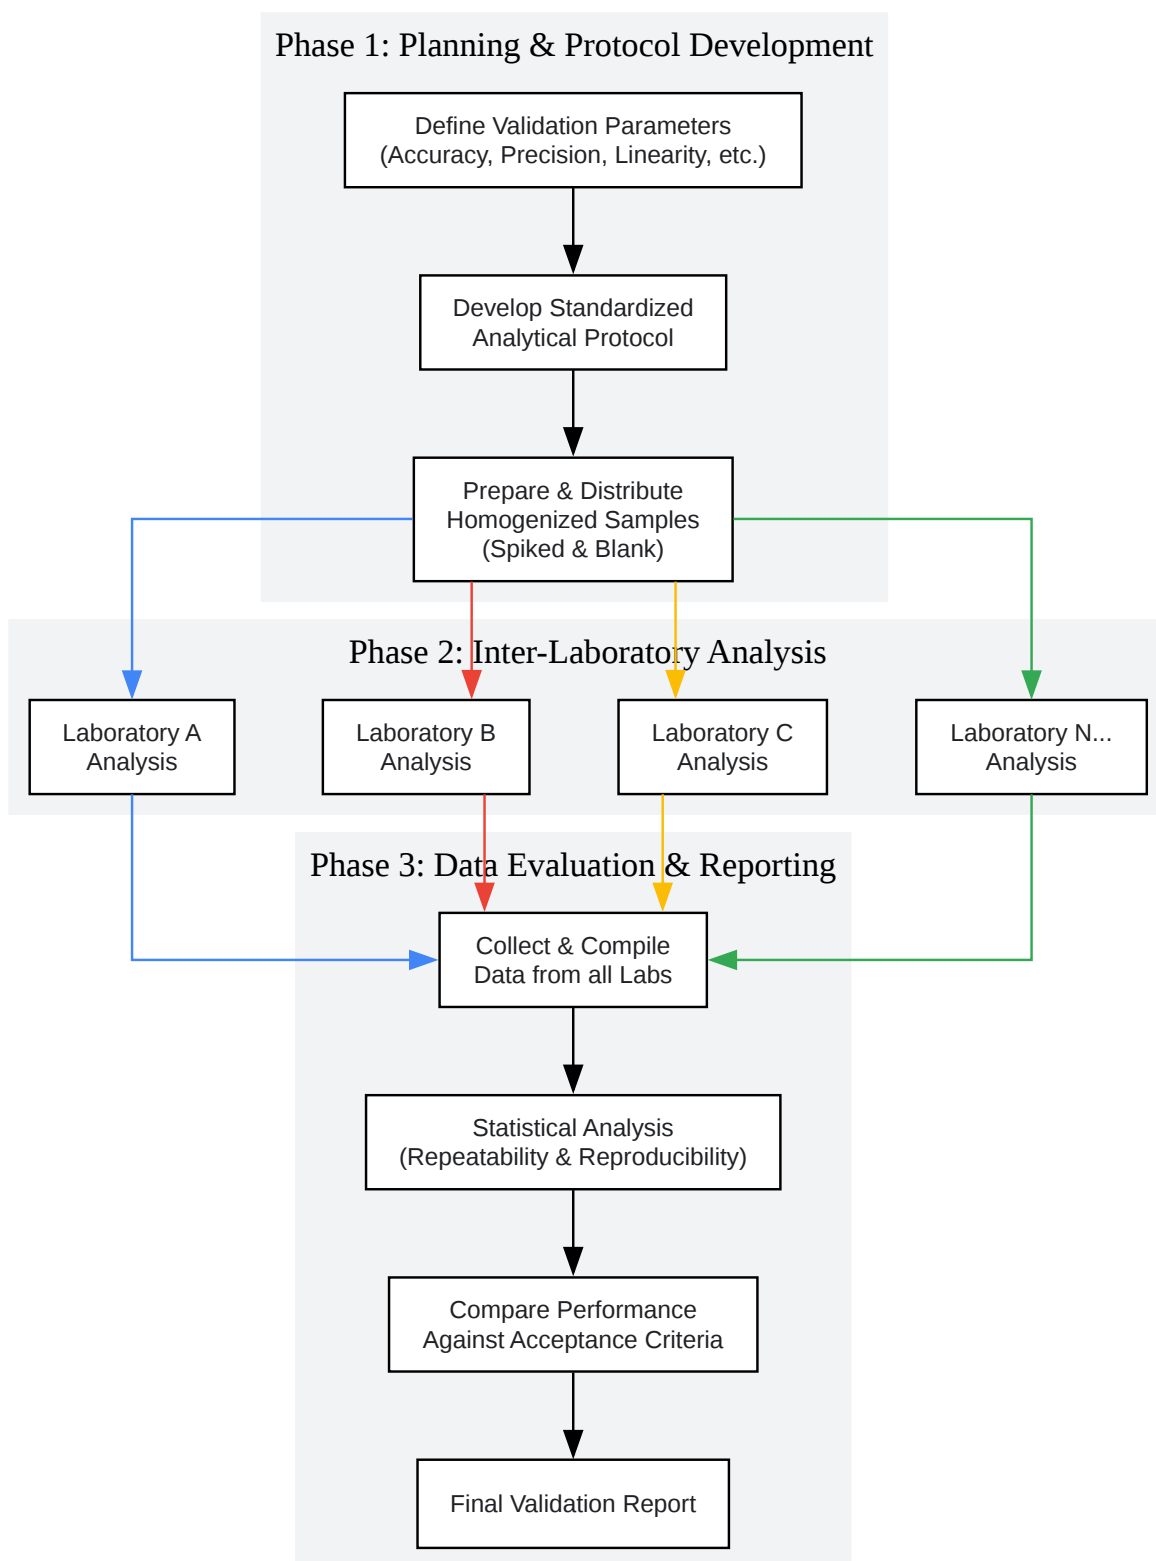 Phase 1: Planning & Protocol Development
Define Validation Parameters
(Accuracy, Precision, Linearity, etc.)
Develop Standardized
Analytical Protocol
Prepare & Distribute
Homogenized Samples
(Spiked & Blank)
Phase 2: Inter-Laboratory Analysis
Laboratory A
Analysis
Laboratory B
Analysis
Laboratory C
Analysis
Laboratory N...
Analysis
Phase 3: Data Evaluation & Reporting
Collect & Compile
Data from all Labs
Statistical Analysis
(Repeatability & Reproducibility)
Compare Performance
Against Acceptance Criteria
Final Validation Report